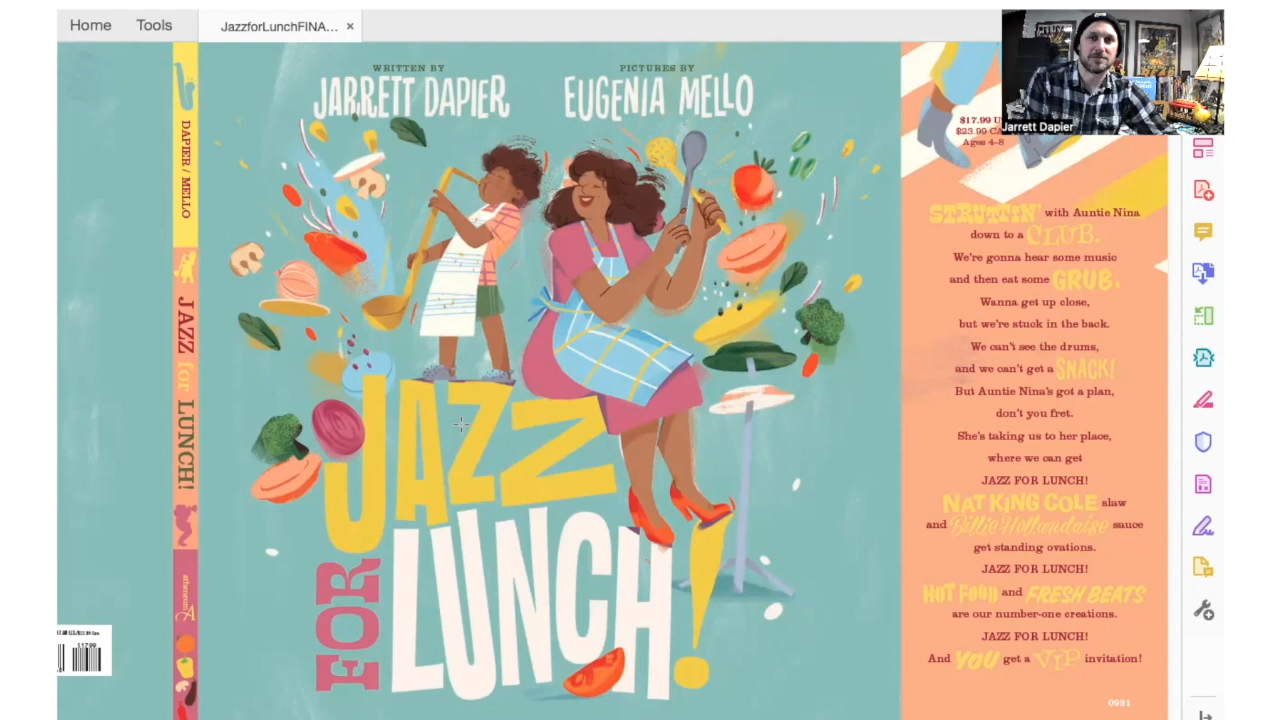 Home Tools JazzforLunchFINA... ×
DAPIER / MELLO
JAZZ for LUNCH!
atheneum
WRITTEN BY
JARRETT DAPIER
PICTURES BY
EUGENIA MELLO
JAZZ
FOR
LUNCH!
51799
Jarrett Dapier
$17.99 U
$23.99 CA
Ages 4-8
STRUTTIN' with Auntie Nina
down to a CLUB.
We're gonna hear some music
and then eat some GRUB.
Wanna get up close,
but we're stuck in the back.
We can't see the drums,
and we can't get a SNACK!
But Auntie Nina's got a plan,
don't you fret.
She's taking us to her place,
where we can get
JAZZ FOR LUNCH!
NAT KING COLE slaw
and Billie Hollandaise sauce
get standing ovations.
JAZZ FOR LUNCH!
HOT FOOD and FRESH BEATS
are our number-one creations.
JAZZ FOR LUNCH!
And YOU get a VIP invitation!
0921